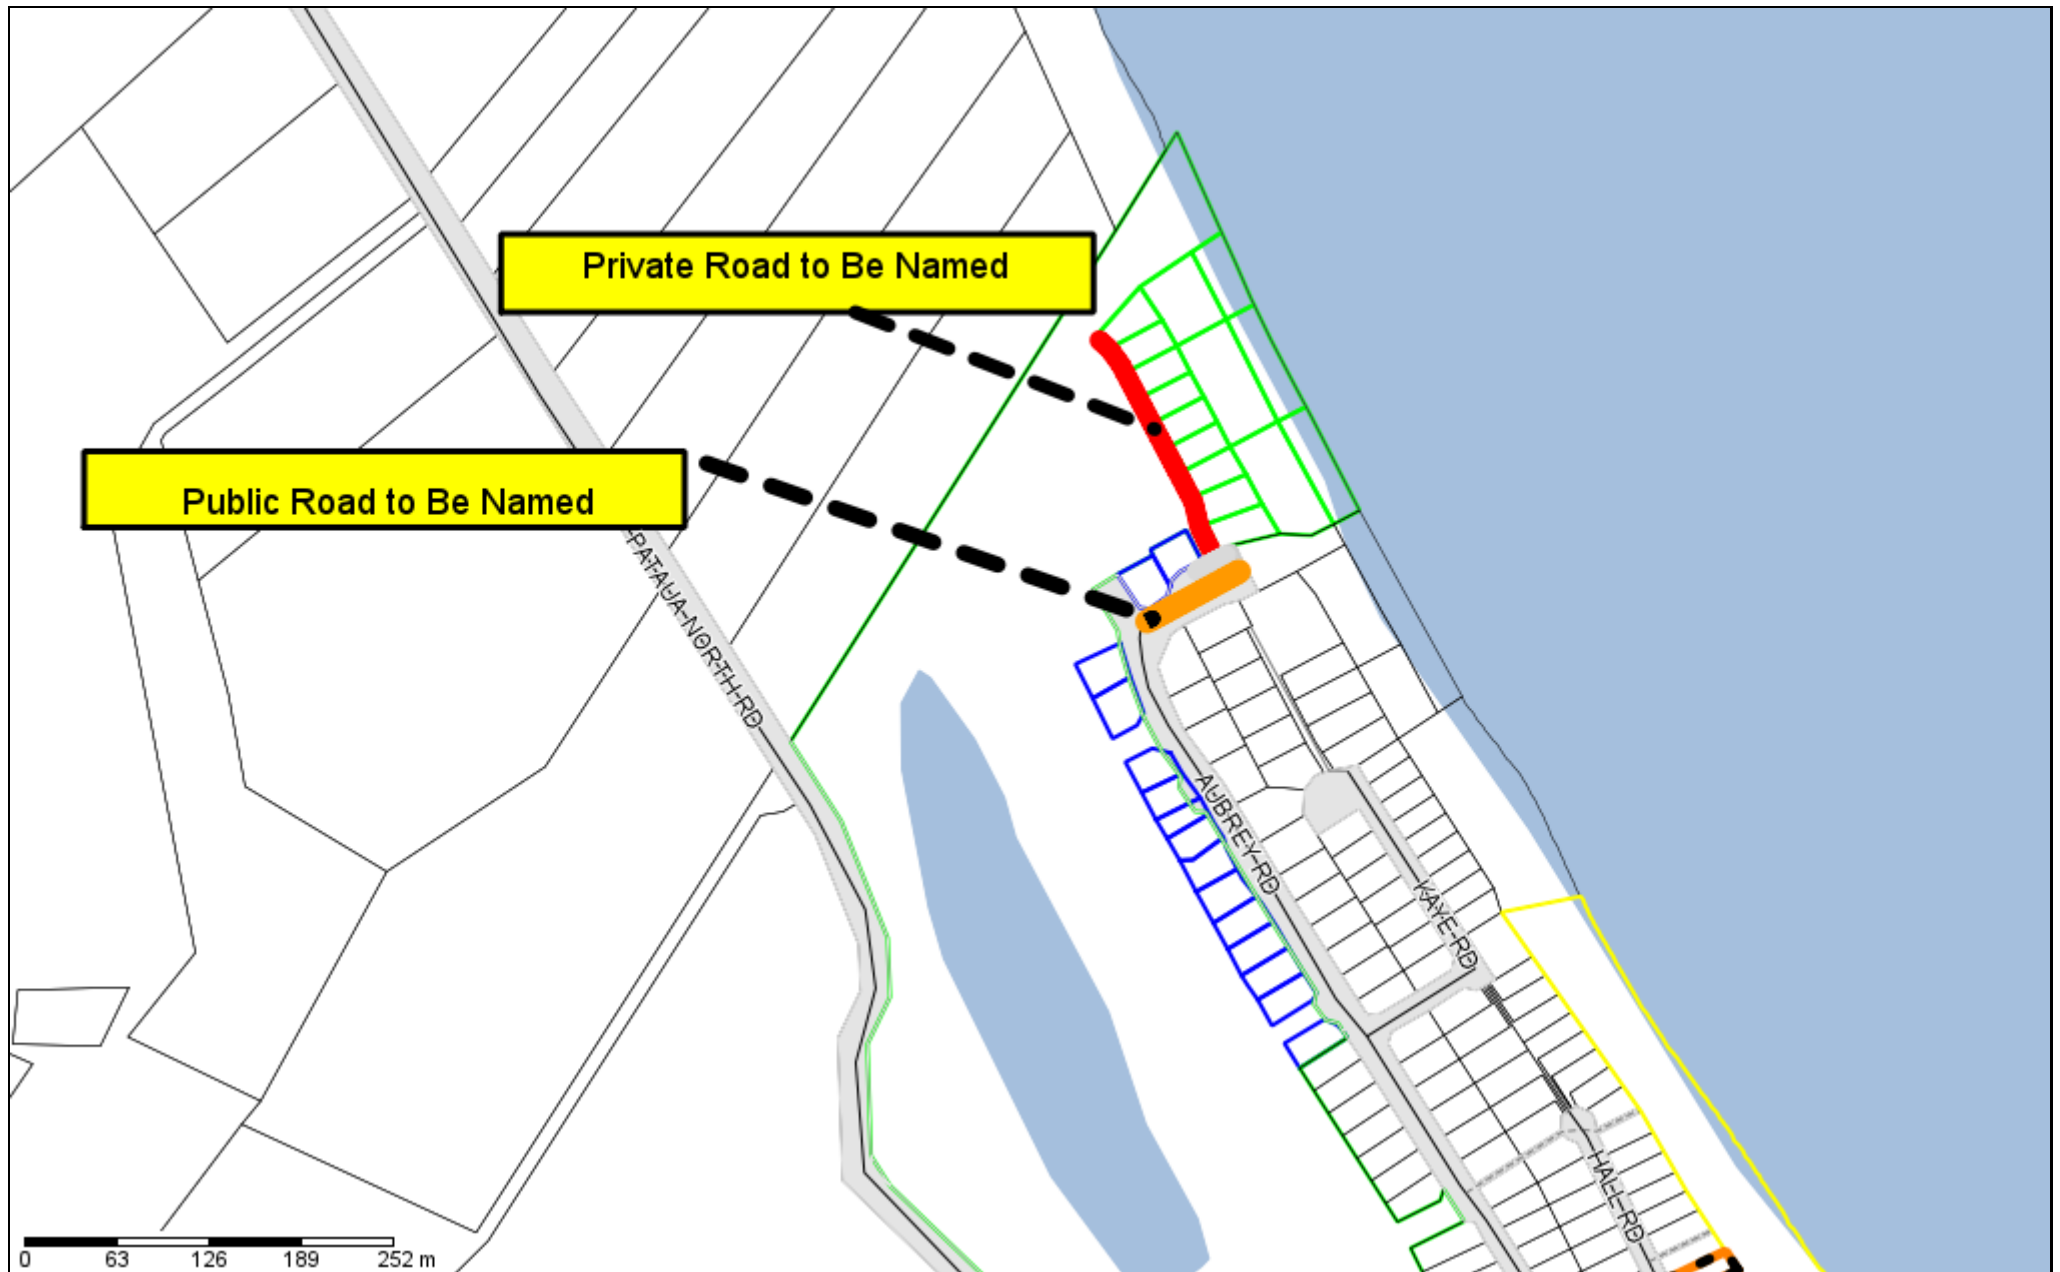 Private Road to Be Named
Public Road to Be Named
PATAUA NORTH RD
AUBREY RD
KAYE RD
HALL RD
0 63 126 189 252 m